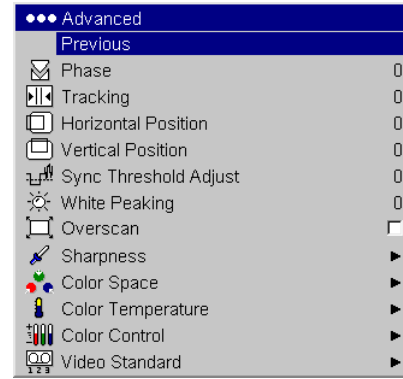 Advanced
Previous
Phase 0
Tracking 0
Horizontal Position 0
Vertical Position 0
Sync Threshold Adjust 0
White Peaking 0
Overscan
Sharpness
Color Space
Color Temperature
Color Control
123 Video Standard